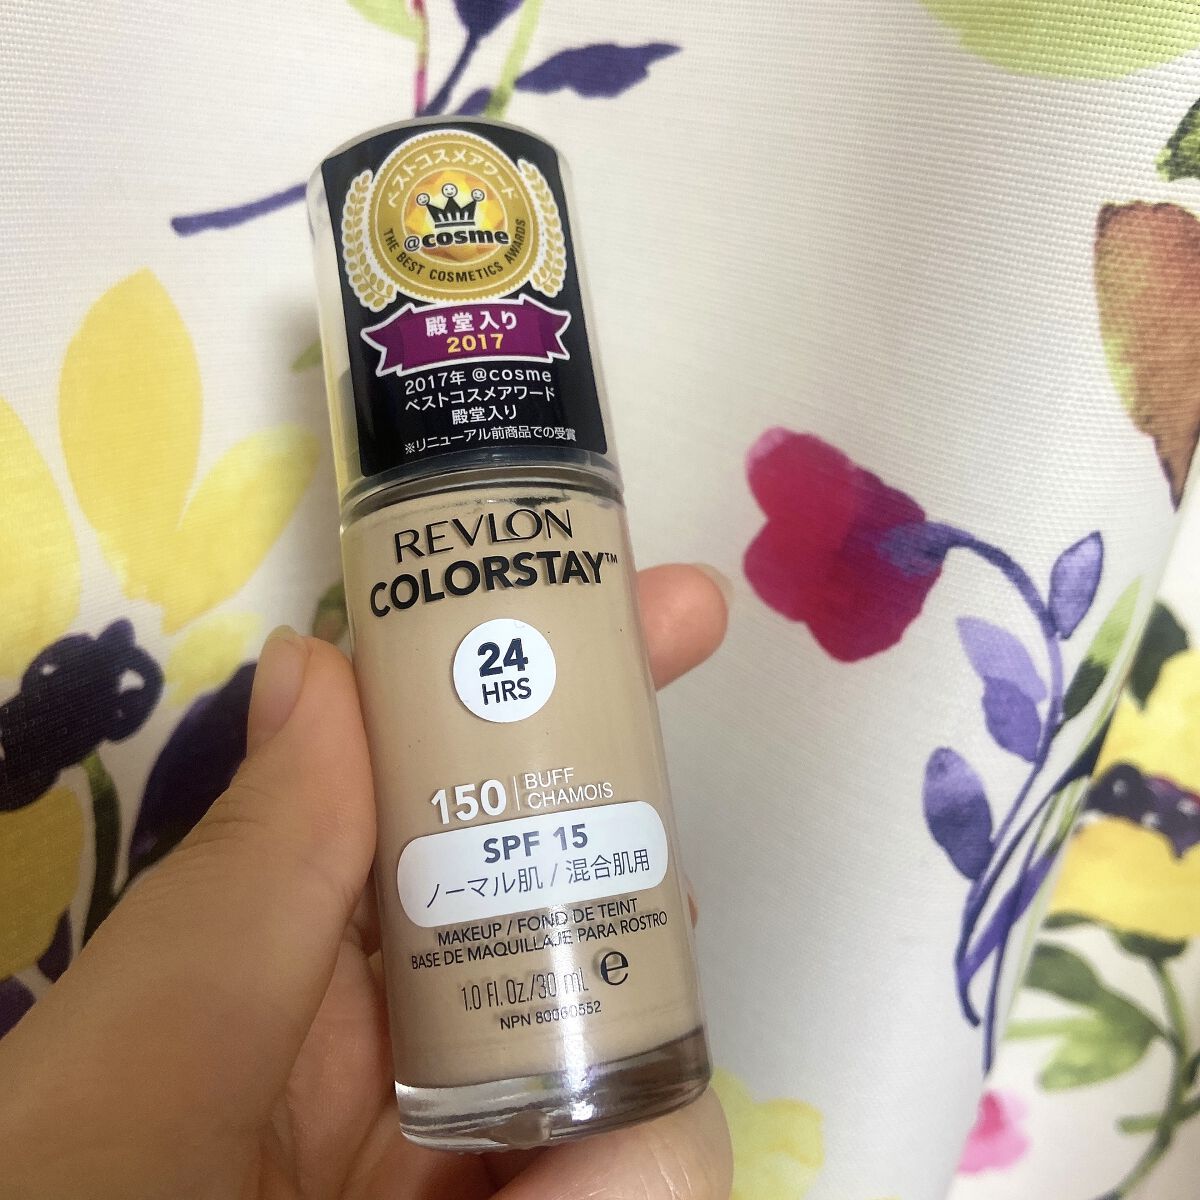 ベストコスメアワード
@cosme
THE BEST COSMETICS AWARDS
殿堂入り
2017
2017年 @cosme
ベストコスメアワード
殿堂入り
※リニューアル前商品での受賞
REVLON
COLORSTAY™
24
HRS
150 | BUFF
CHAMOIS
SPF 15
ノーマル肌 / 混合肌用
MAKEUP / FOND DE TEINT
BASE DE MAQUILLAJE PARA ROSTRO
1.0 Fl. Oz./30 mL e
NPN 80060552